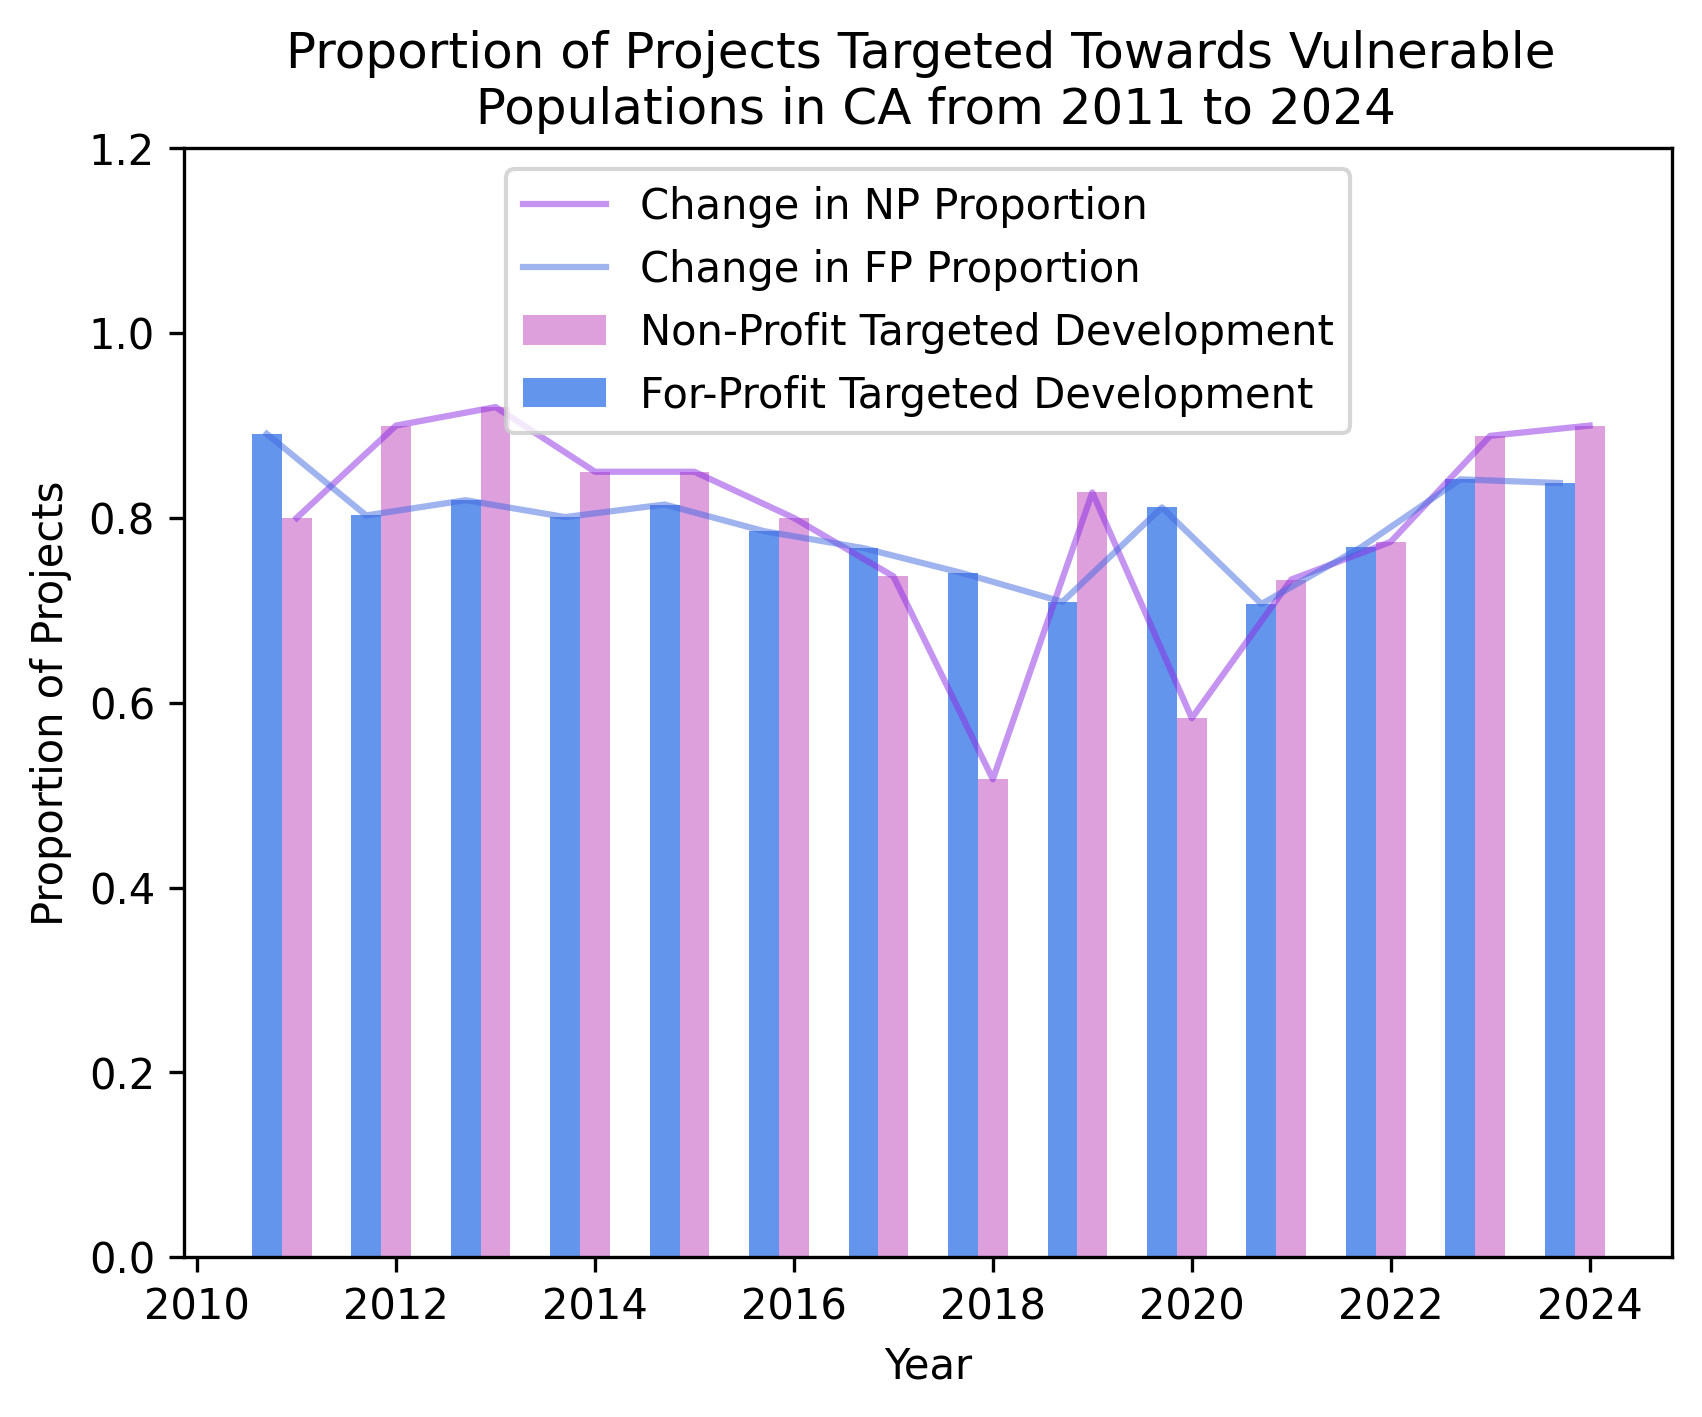 Proportion of Projects Targeted Towards Vulnerable
Populations in CA from 2011 to 2024
Change in NP Proportion
Change in FP Proportion
Non-Profit Targeted Development
For-Profit Targeted Development
Proportion of Projects
1.2
1.0
0.8
0.6
0.4
0.2
0.0
2010 2012 2014 2016 2018 2020 2022 2024
Year